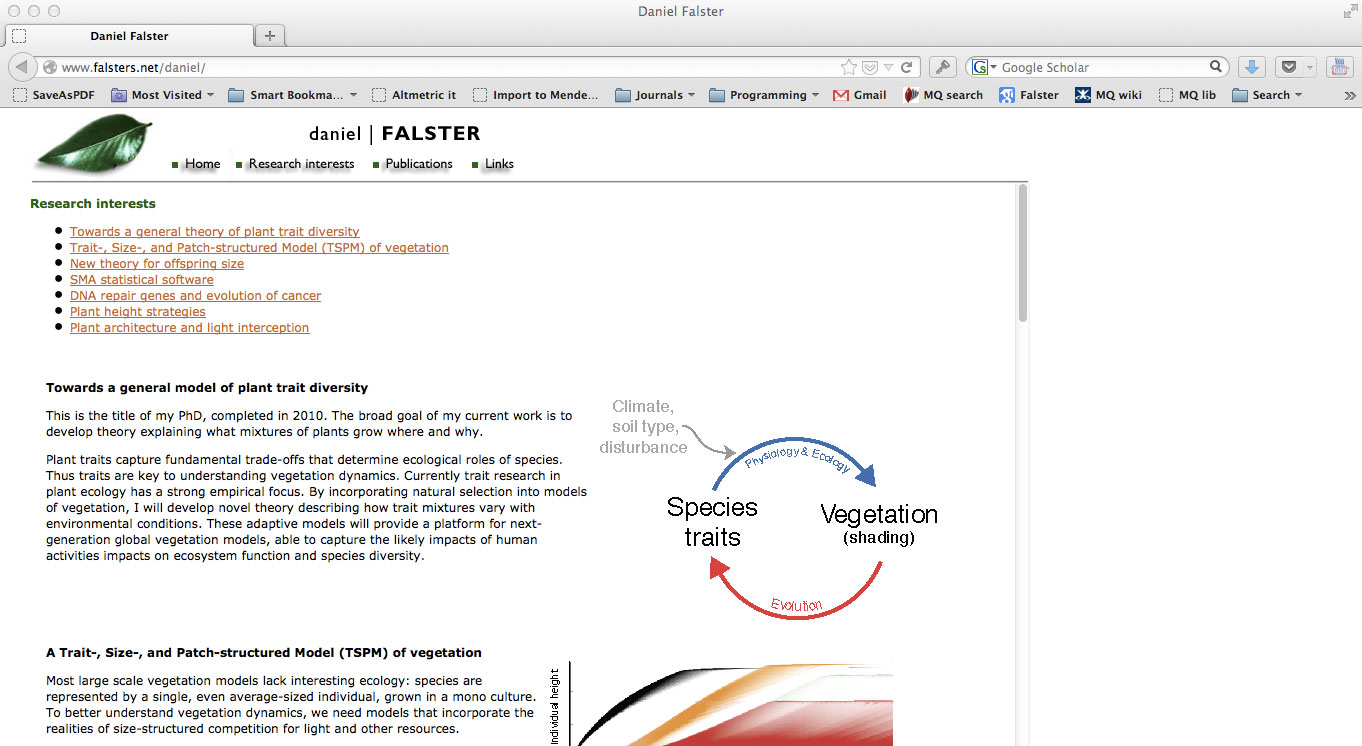 Daniel Falster
Daniel Falster
www.falsters.net/daniel/
Google Scholar
SaveAsPDF Most Visited Smart Bookma... Altmetric it Import to Mende... Journals Programming Gmail MQ search Falster MQ wiki MQ lib Search
daniel | FALSTER
Home Research interests Publications Links
Research interests
Towards a general theory of plant trait diversity
Trait-, Size-, and Patch-structured Model (TSPM) of vegetation
New theory for offspring size
SMA statistical software
DNA repair genes and evolution of cancer
Plant height strategies
Plant architecture and light interception
Towards a general model of plant trait diversity
This is the title of my PhD, completed in 2010. The broad goal of my current work is to
develop theory explaining what mixtures of plants grow where and why.
Plant traits capture fundamental trade-offs that determine ecological roles of species.
Thus traits are key to understanding vegetation dynamics. Currently trait research in
plant ecology has a strong empirical focus. By incorporating natural selection into models
of vegetation, I will develop novel theory describing how trait mixtures vary with
environmental conditions. These adaptive models will provide a platform for next-
generation global vegetation models, able to capture the likely impacts of human
activities impacts on ecosystem function and species diversity.
Climate,
soil type,
disturbance
Physiology & Ecology
Species
traits
Vegetation
(shading)
Evolution
A Trait-, Size-, and Patch-structured Model (TSPM) of vegetation
Most large scale vegetation models lack interesting ecology: species are
represented by a single, even average-sized individual, grown in a mono culture.
To better understand vegetation dynamics, we need models that incorporate the
realities of size-structured competition for light and other resources.
Individual height